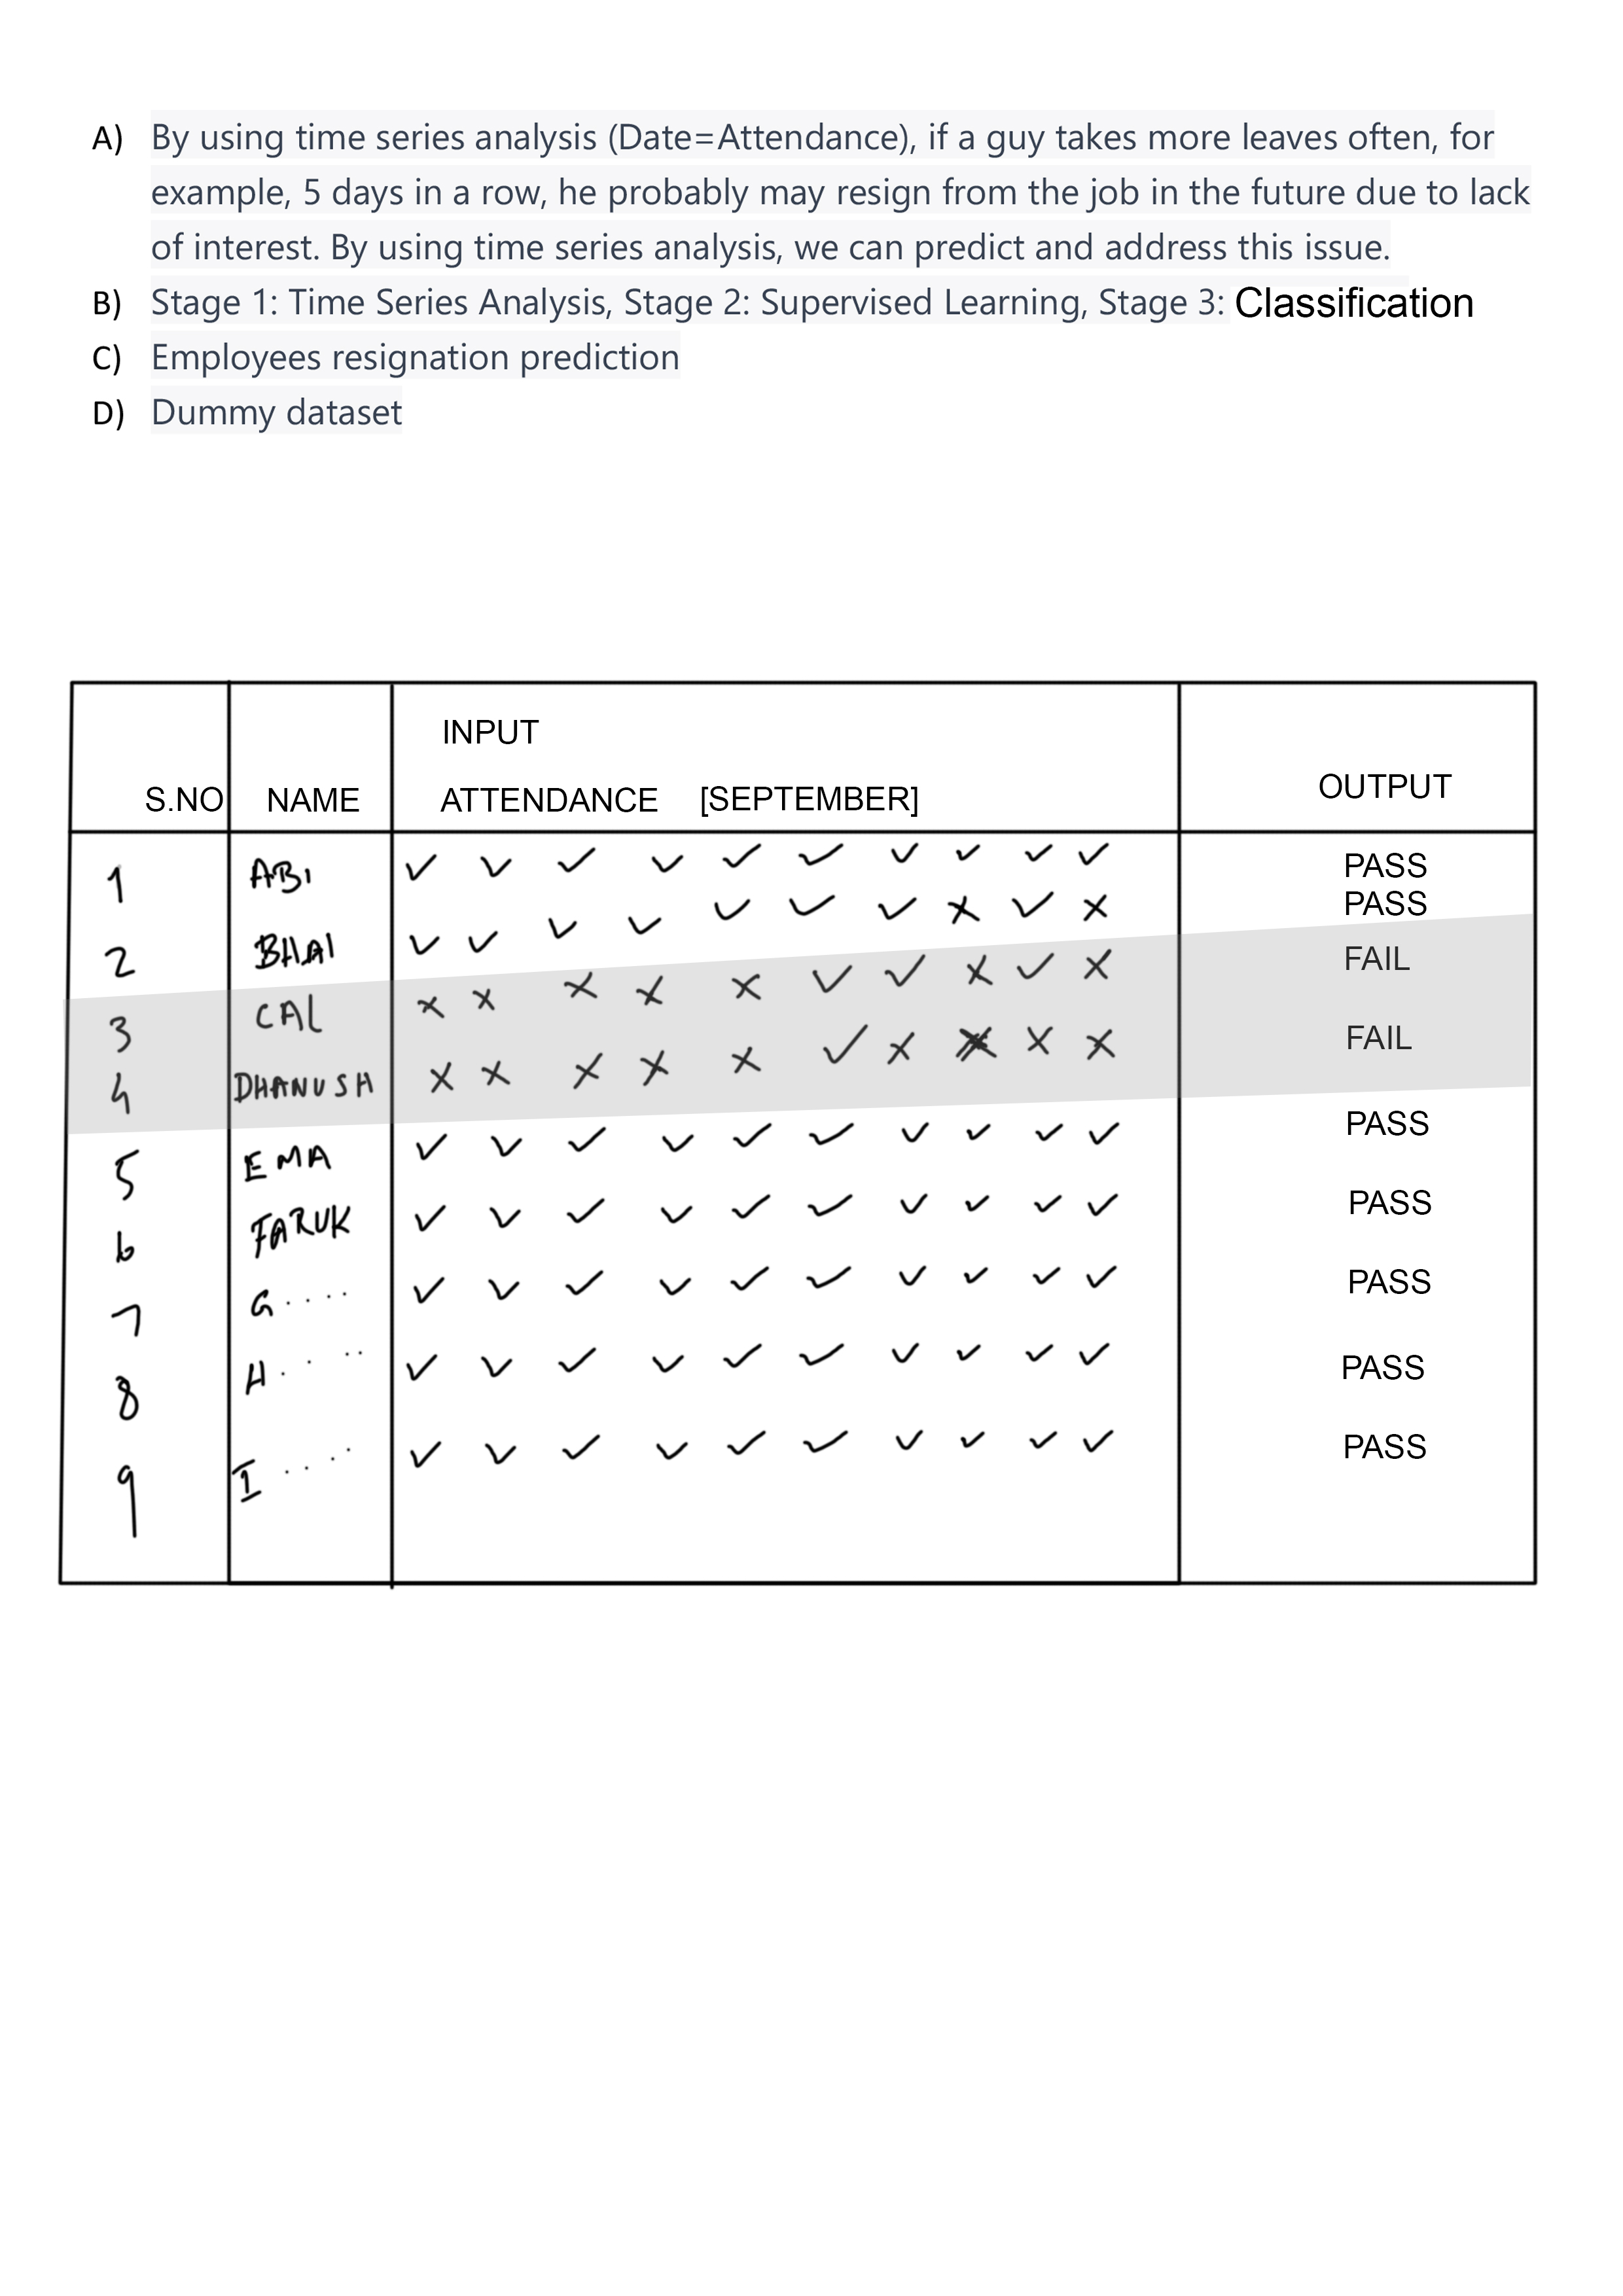 A) By using time series analysis (Date=Attendance), if a guy takes more leaves often, for
example, 5 days in a row, he probably may resign from the job in the future due to lack
of interest. By using time series analysis, we can predict and address this issue.
B) Stage 1: Time Series Analysis, Stage 2: Supervised Learning, Stage 3: Classification
C) Employees resignation prediction
D) Dummy dataset
INPUT
S.NO NAME ATTENDANCE [SEPTEMBER] OUTPUT
1 ABI ✓ ✓ ✓ ✓ ✓ ✓ ✓ ✓ ✓ ✓ PASS
2 BHAI ✓ ✓ ✓ ✓ ✓ ✓ ✓ x ✓ x PASS
3 CAL x x x x x ✓ ✓ x ✓ x FAIL
4 DHANUSH x x x x x ✓ x x x x FAIL
5 EMA ✓ ✓ ✓ ✓ ✓ ✓ ✓ ✓ ✓ ✓ PASS
6 FARUK ✓ ✓ ✓ ✓ ✓ ✓ ✓ ✓ ✓ ✓ PASS
7 G .... ✓ ✓ ✓ ✓ ✓ ✓ ✓ ✓ ✓ ✓ PASS
8 H .... ✓ ✓ ✓ ✓ ✓ ✓ ✓ ✓ ✓ ✓ PASS
9 I .... ✓ ✓ ✓ ✓ ✓ ✓ ✓ ✓ ✓ ✓ PASS